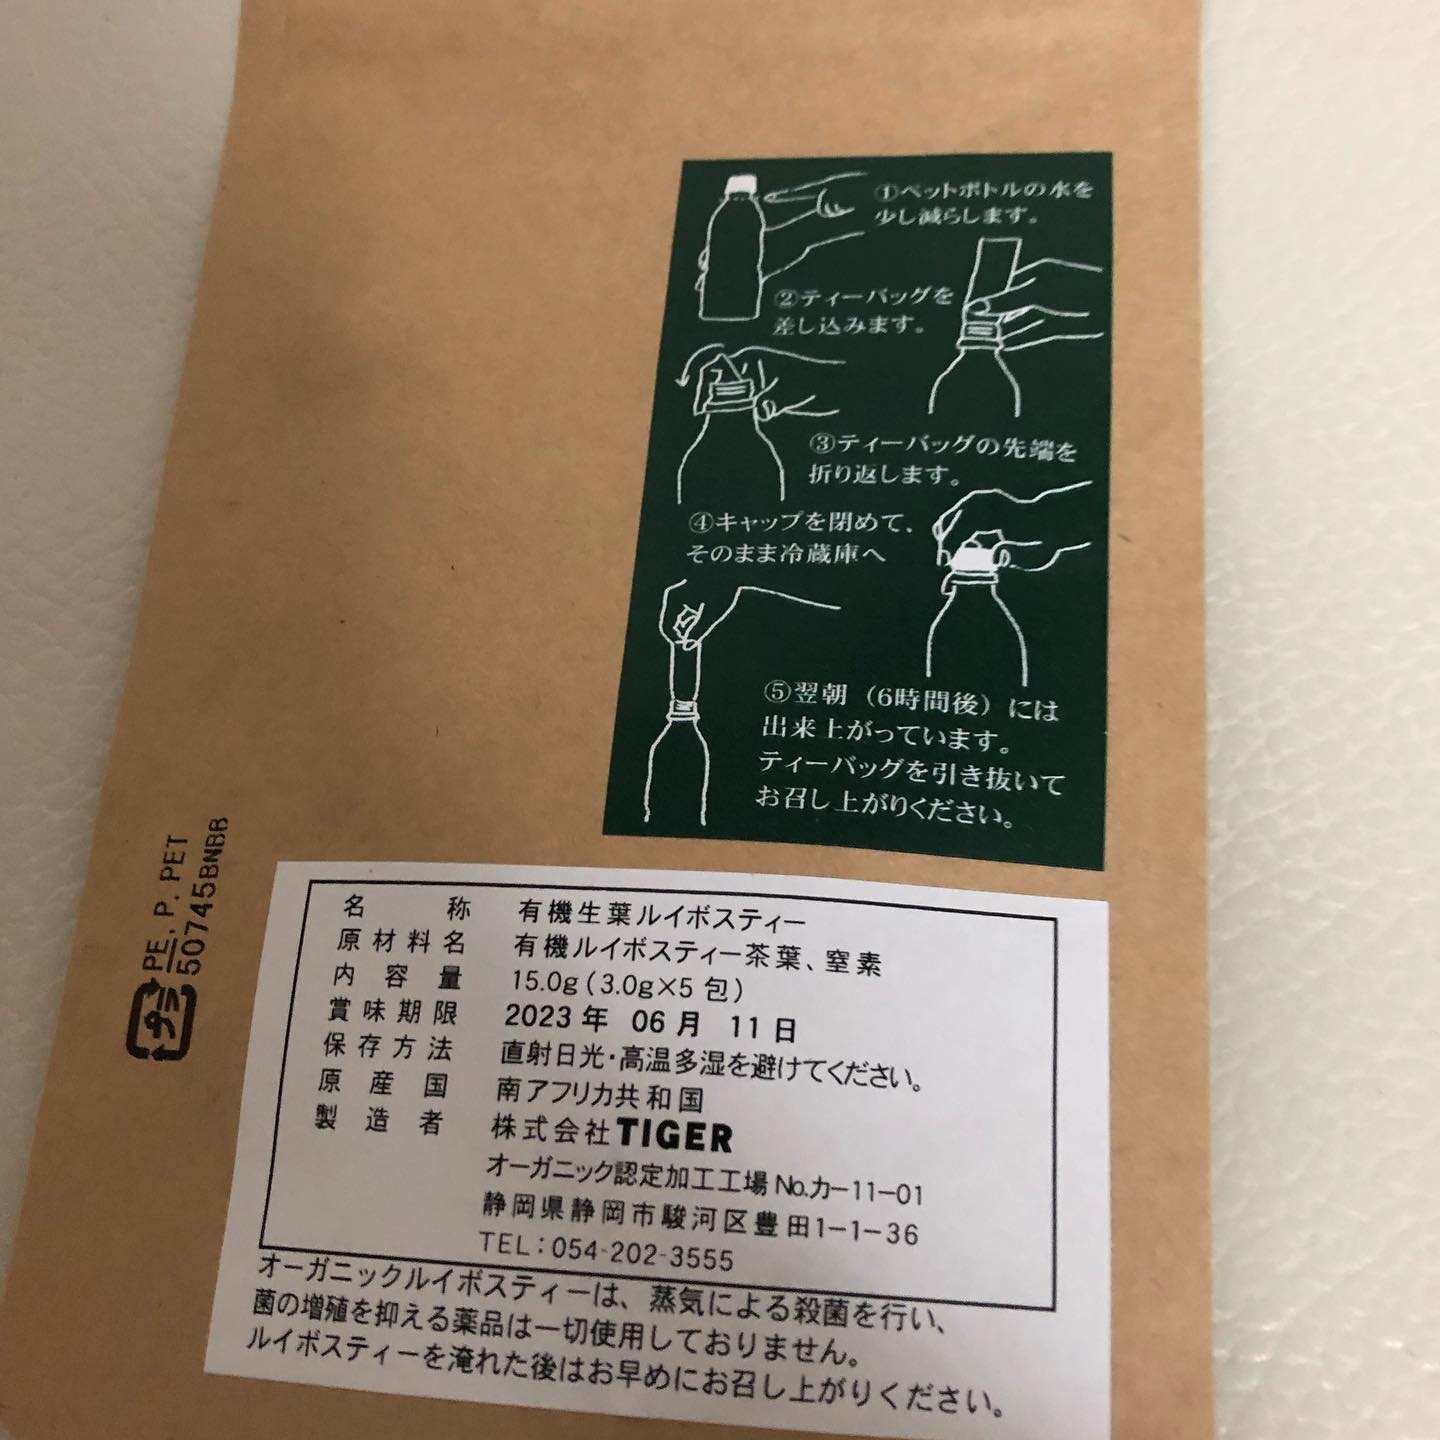 ①ペットボトルの水を
少し減らします。
②ティーバッグを
差し込みます。
③ティーバッグの先端を
折り返します。
④キャップを閉めて、
そのまま冷蔵庫へ
⑤翌朝（6時間後）には
出来上がっています。
ティーバッグを引き抜いて
お召し上がりください。
プラ
PE, P. PET
50745BNBB
名称 有機生葉ルイボスティー
原材料名 有機ルイボスティー茶葉、窒素
内容量 15.0g(3.0g×5包)
賞味期限 2023年 06月 11日
保存方法 直射日光・高温多湿を避けてください。
原産国 南アフリカ共和国
製造者 株式会社TIGER
オーガニック認定加工工場No.カー11-01
静岡県静岡市駿河区豊田1-1-36
TEL：054-202-3555
オーガニックルイボスティーは、蒸気による殺菌を行い、
菌の増殖を抑える薬品は一切使用しておりません。
ルイボスティーを淹れた後はお早めにお召し上がりください。